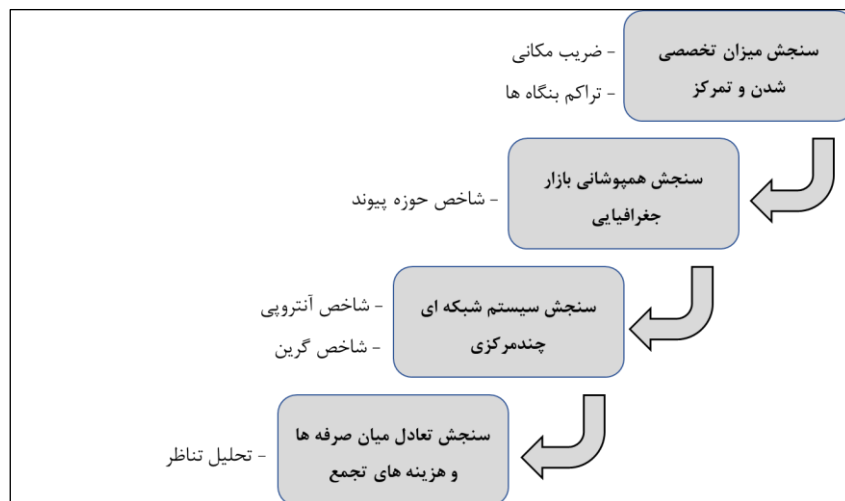 سنجش میزان تخصصی
شدن و تمرکز
- ضریب مکانی
- تراکم بنگاه ها
سنجش همپوشانی بازار
جغرافیایی
- شاخص حوزه پیوند
سنجش سیستم شبکه ای
چندمرکزی
- شاخص آنتروپی
- شاخص گرین
سنجش تعادل میان صرفه ها
و هزینه های تجمع
- تحلیل تناظر